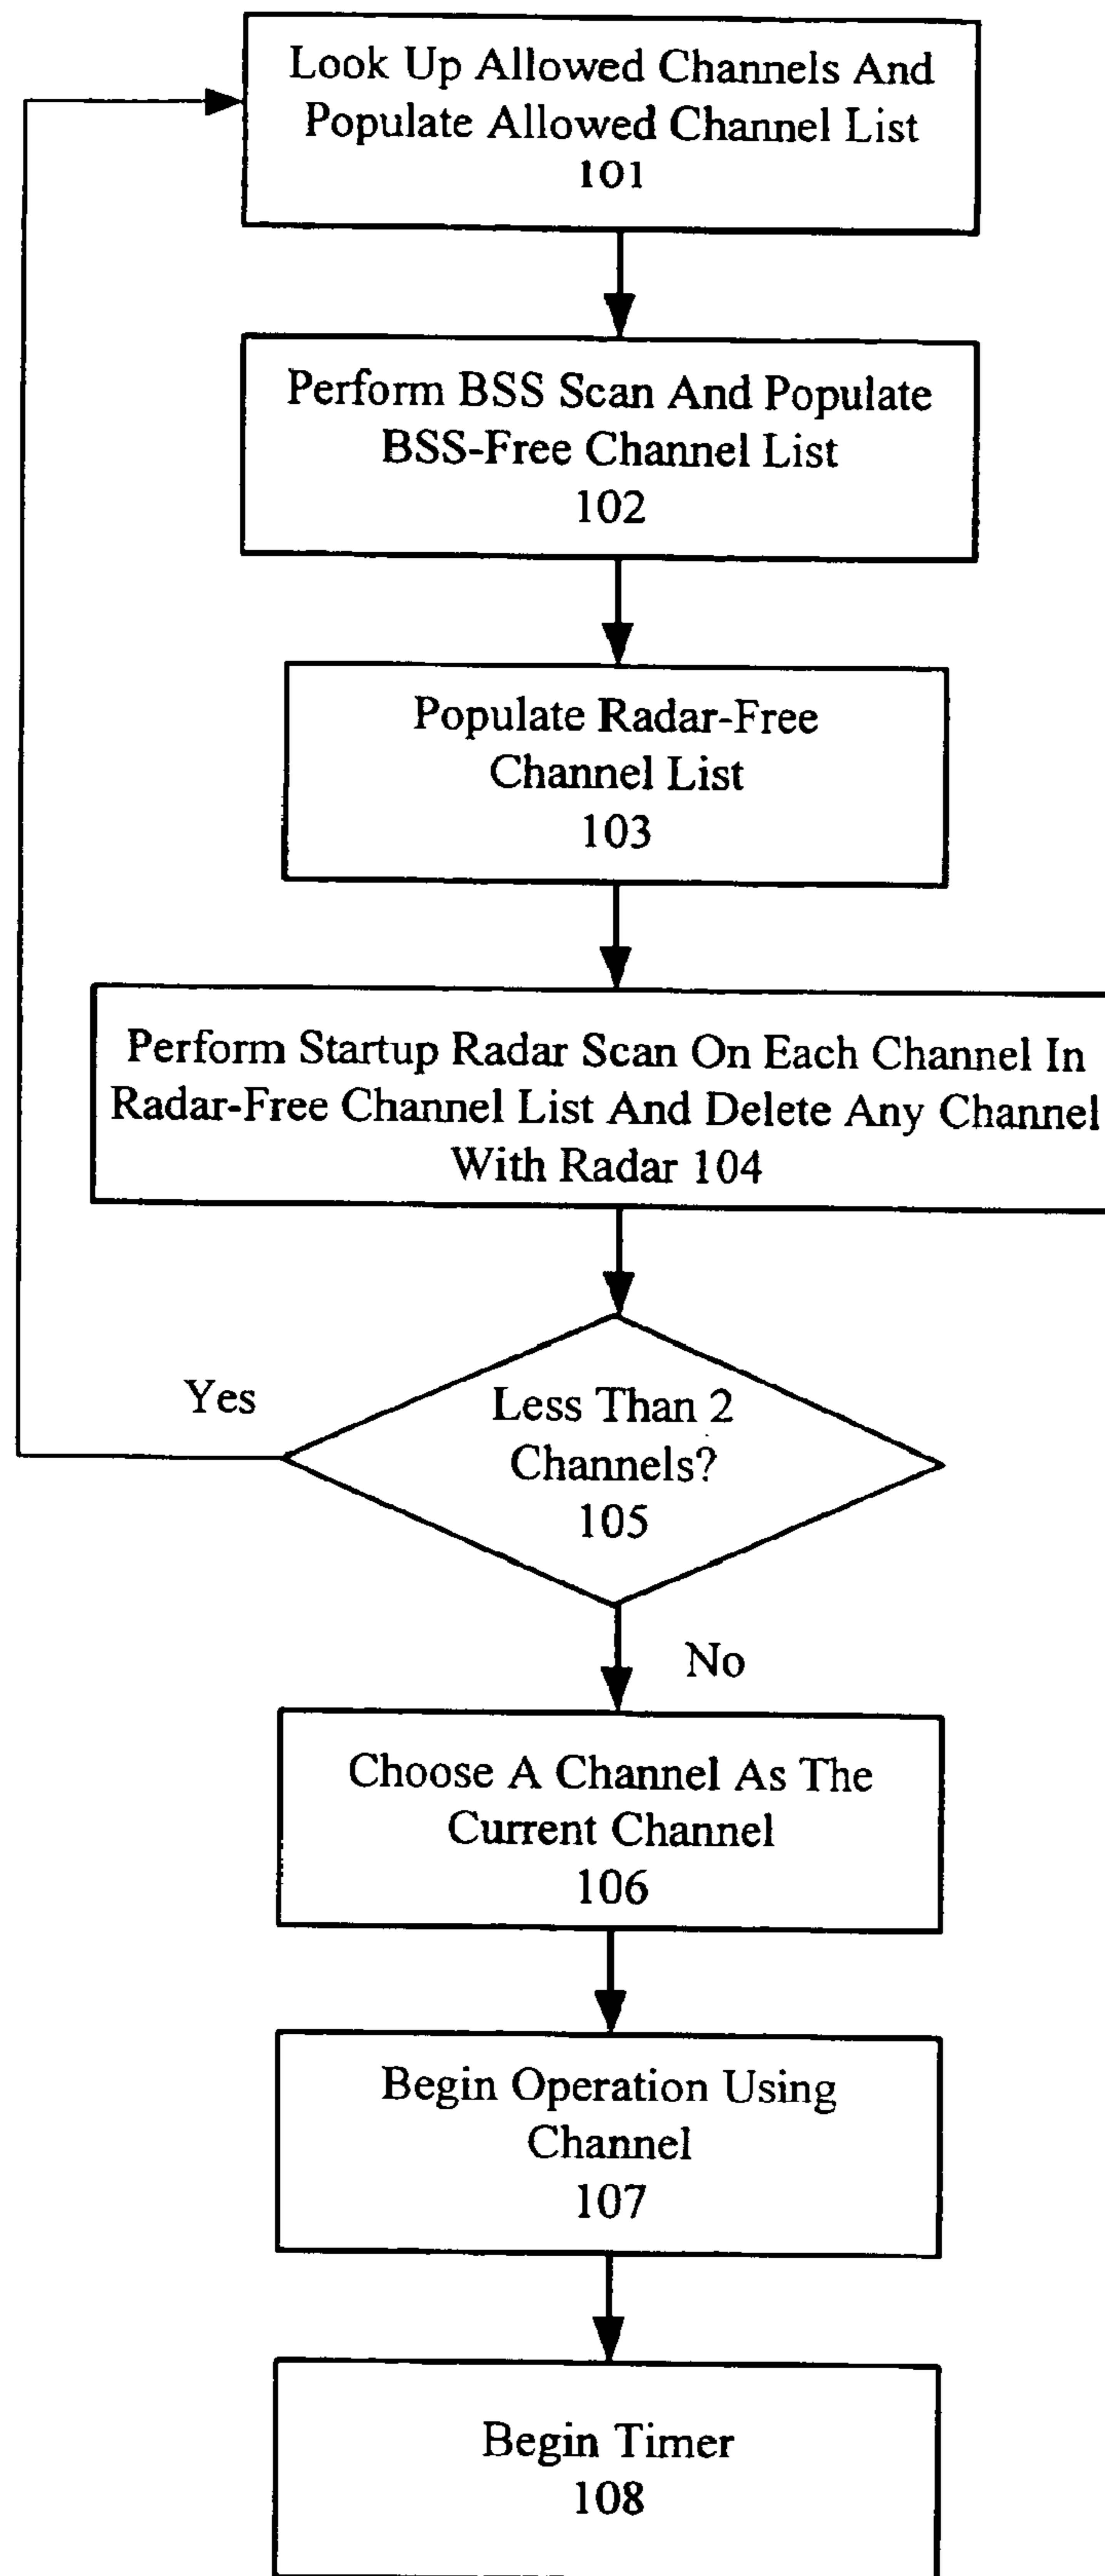 Look Up Allowed Channels And
Populate Allowed Channel List
101
Perform BSS Scan And Populate
BSS-Free Channel List
102
Populate Radar-Free
Channel List
103
Perform Startup Radar Scan On Each Channel In
Radar-Free Channel List And Delete Any Channel
With Radar 104
Yes
Less Than 2
Channels?
105
No
Choose A Channel As The
Current Channel
106
Begin Operation Using
Channel
107
Begin Timer
108